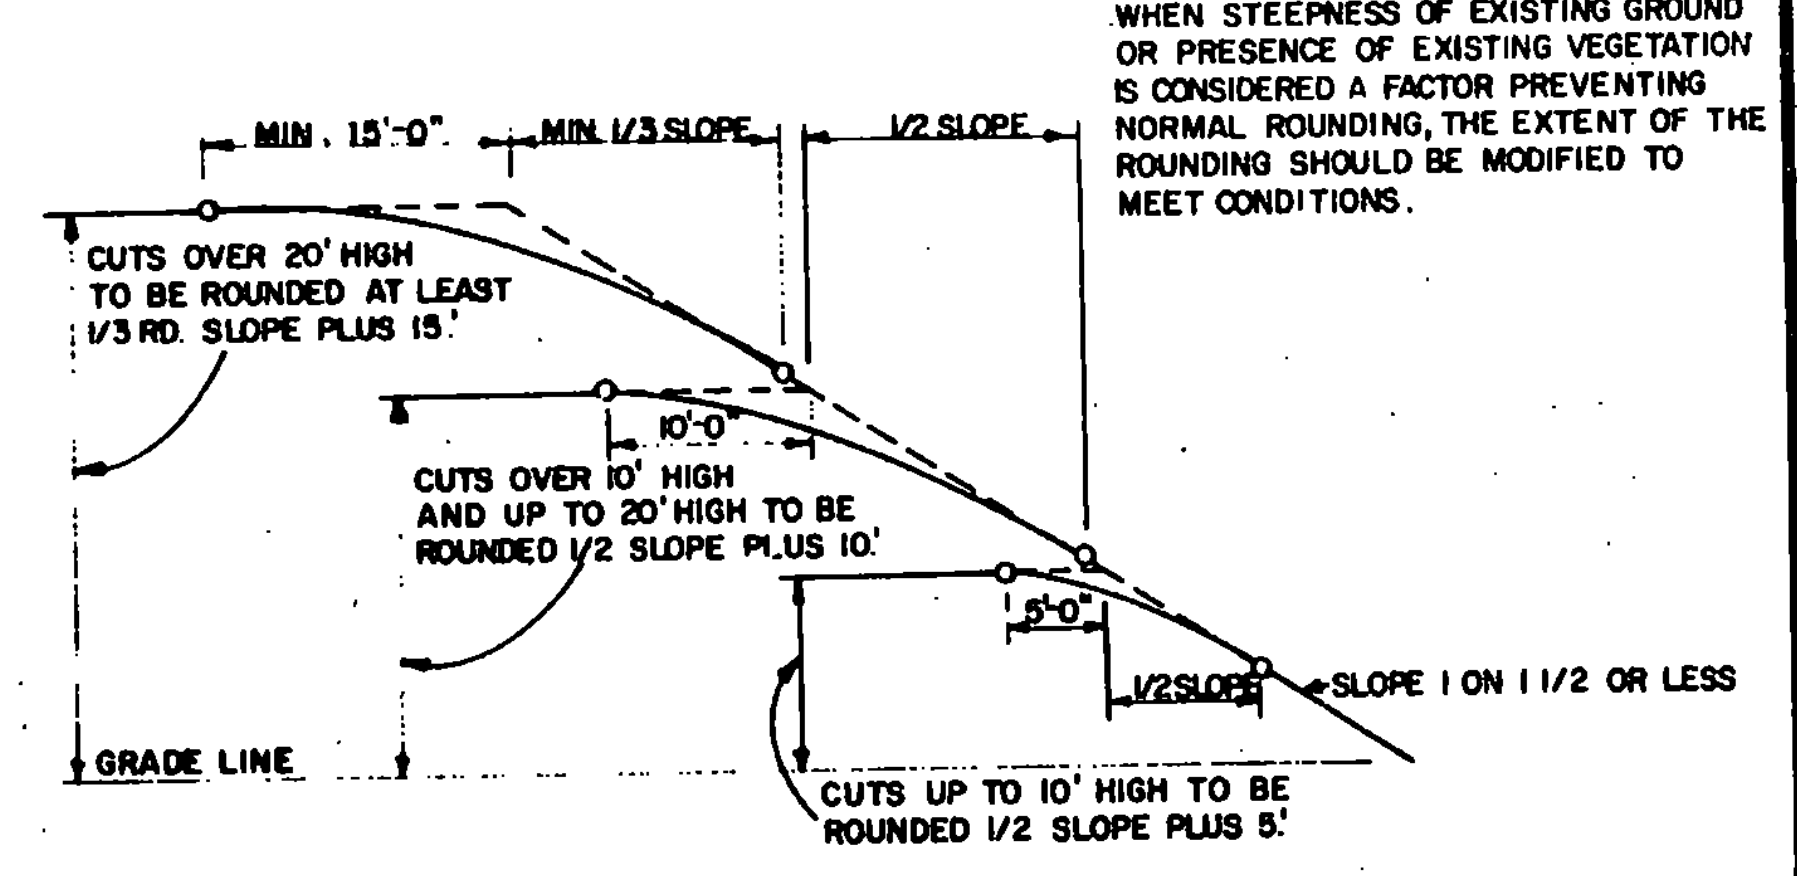 WHEN STEEPNESS OF EXISTING GROUND
OR PRESENCE OF EXISTING VEGETATION
IS CONSIDERED A FACTOR PREVENTING
NORMAL ROUNDING, THE EXTENT OF THE
ROUNDING SHOULD BE MODIFIED TO
MEET CONDITIONS.
MIN. 15'-0"
MIN. 1/3 SLOPE
1/2 SLOPE
CUTS OVER 20' HIGH
TO BE ROUNDED AT LEAST
1/3 RD. SLOPE PLUS 15.'
10'-0"
CUTS OVER 10' HIGH
AND UP TO 20' HIGH TO BE
ROUNDED 1/2 SLOPE PLUS 10.'
5'-0"
1/2 SLOPE
SLOPE 1 ON 1 1/2 OR LESS
GRADE LINE
CUTS UP TO 10' HIGH TO BE
ROUNDED 1/2 SLOPE PLUS 5.'